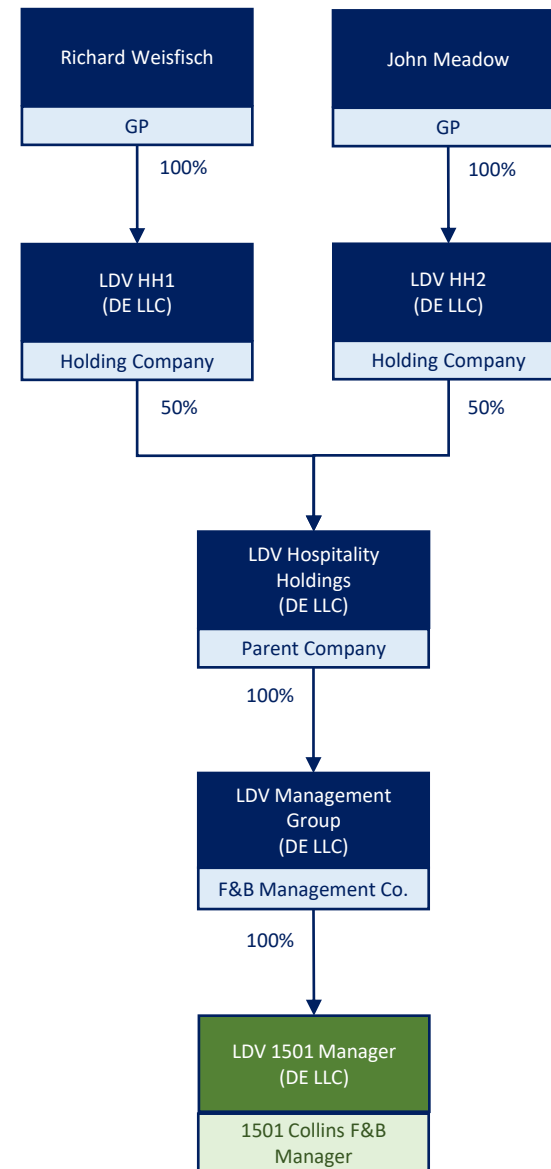 Richard Weisfisch
John Meadow
GP
GP
100%
100%
LDV HH1
(DE LLC)
LDV HH2
(DE LLC)
Holding Company
Holding Company
50%
50%
LDV Hospitality
Holdings
(DE LLC)
Parent Company
100%
LDV Management
Group
(DE LLC)
F&B Management Co.
100%
LDV 1501 Manager
(DE LLC)
1501 Collins F&B
Manager